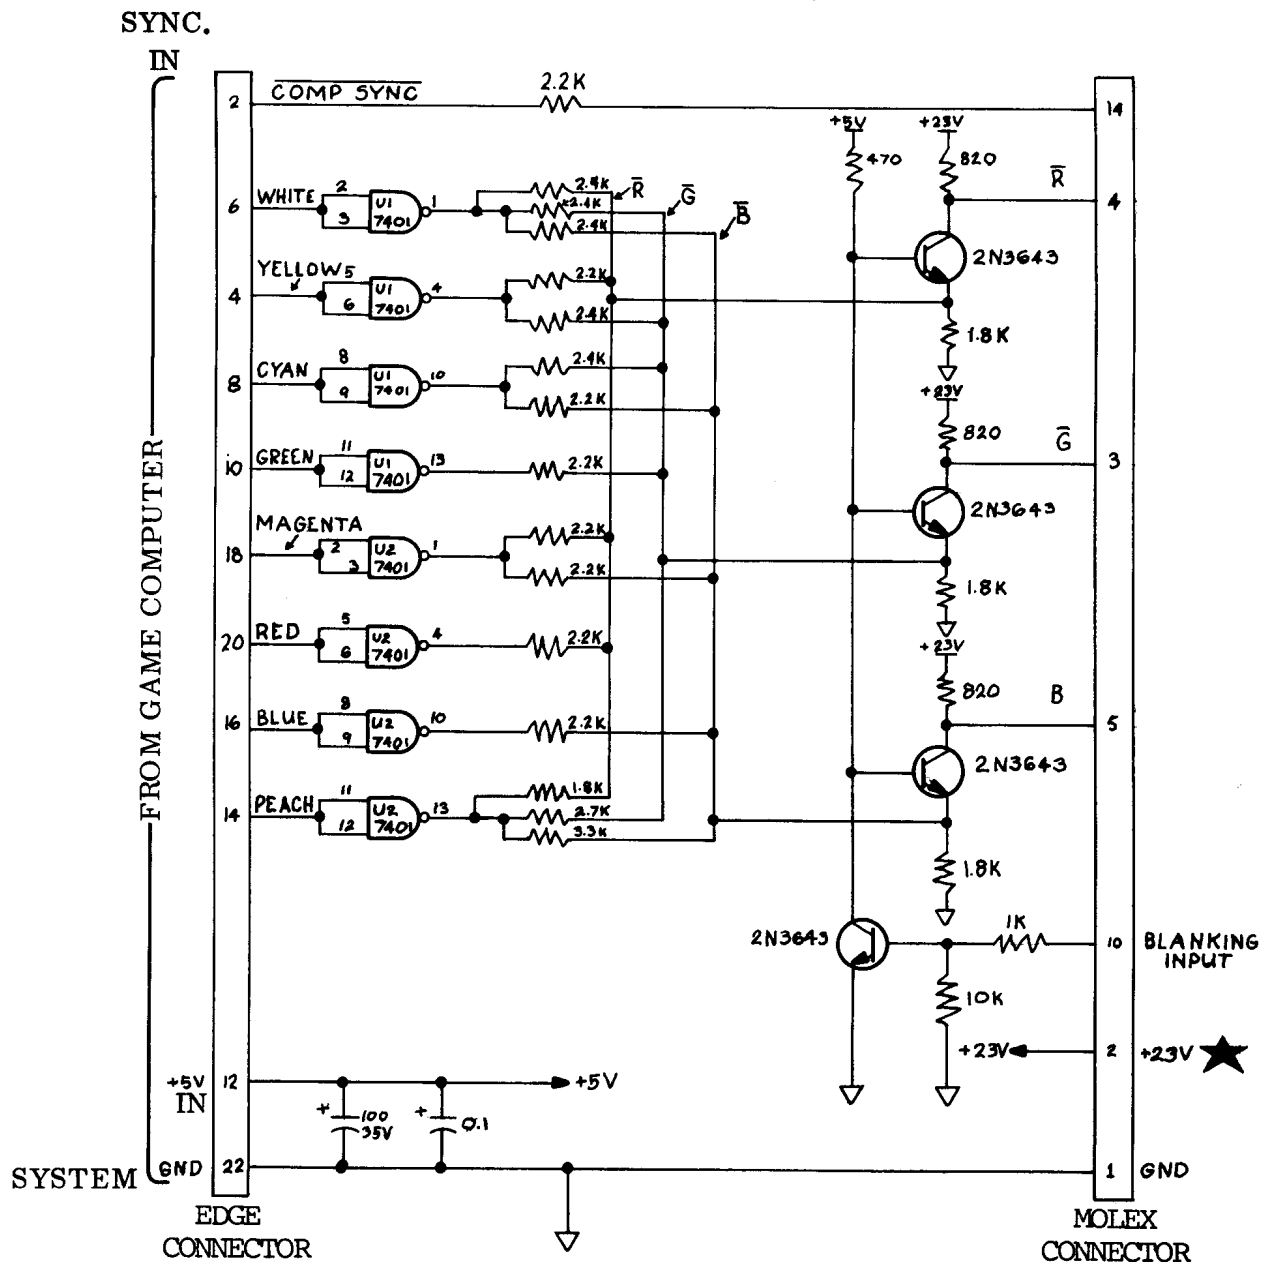 SYNC.
IN
COMP SYNC
2.2K
2
14
+5V
+23V
470
820
R̅
4
6
WHITE
2
3
U1
7401
1
2.4K
2.4K
2.4K
R̅
G̅
B̅
2N3643
4
YELLOW
5
6
U1
7401
4
2.2K
2.4K
1.8K
8
CYAN
8
9
U1
7401
10
2.4K
2.2K
+23V
820
G̅
3
10
GREEN
11
12
U1
7401
13
2.2K
2N3643
18
MAGENTA
2
3
U2
7401
1
2.2K
2.2K
1.8K
20
RED
5
6
U2
7401
4
2.2K
+23V
820
B
5
16
BLUE
8
9
U2
7401
10
2.2K
2N3643
14
PEACH
11
12
U2
7401
13
1.8K
2.7K
3.3K
1.8K
FROM GAME COMPUTER
2N3643
1K
10
BLANKING
INPUT
10K
+23V
2
+23V ★
+5V
IN
12
+5V
+
100
35V
+
0.1
SYSTEM
GND
22
1
GND
EDGE
CONNECTOR
MOLEX
CONNECTOR